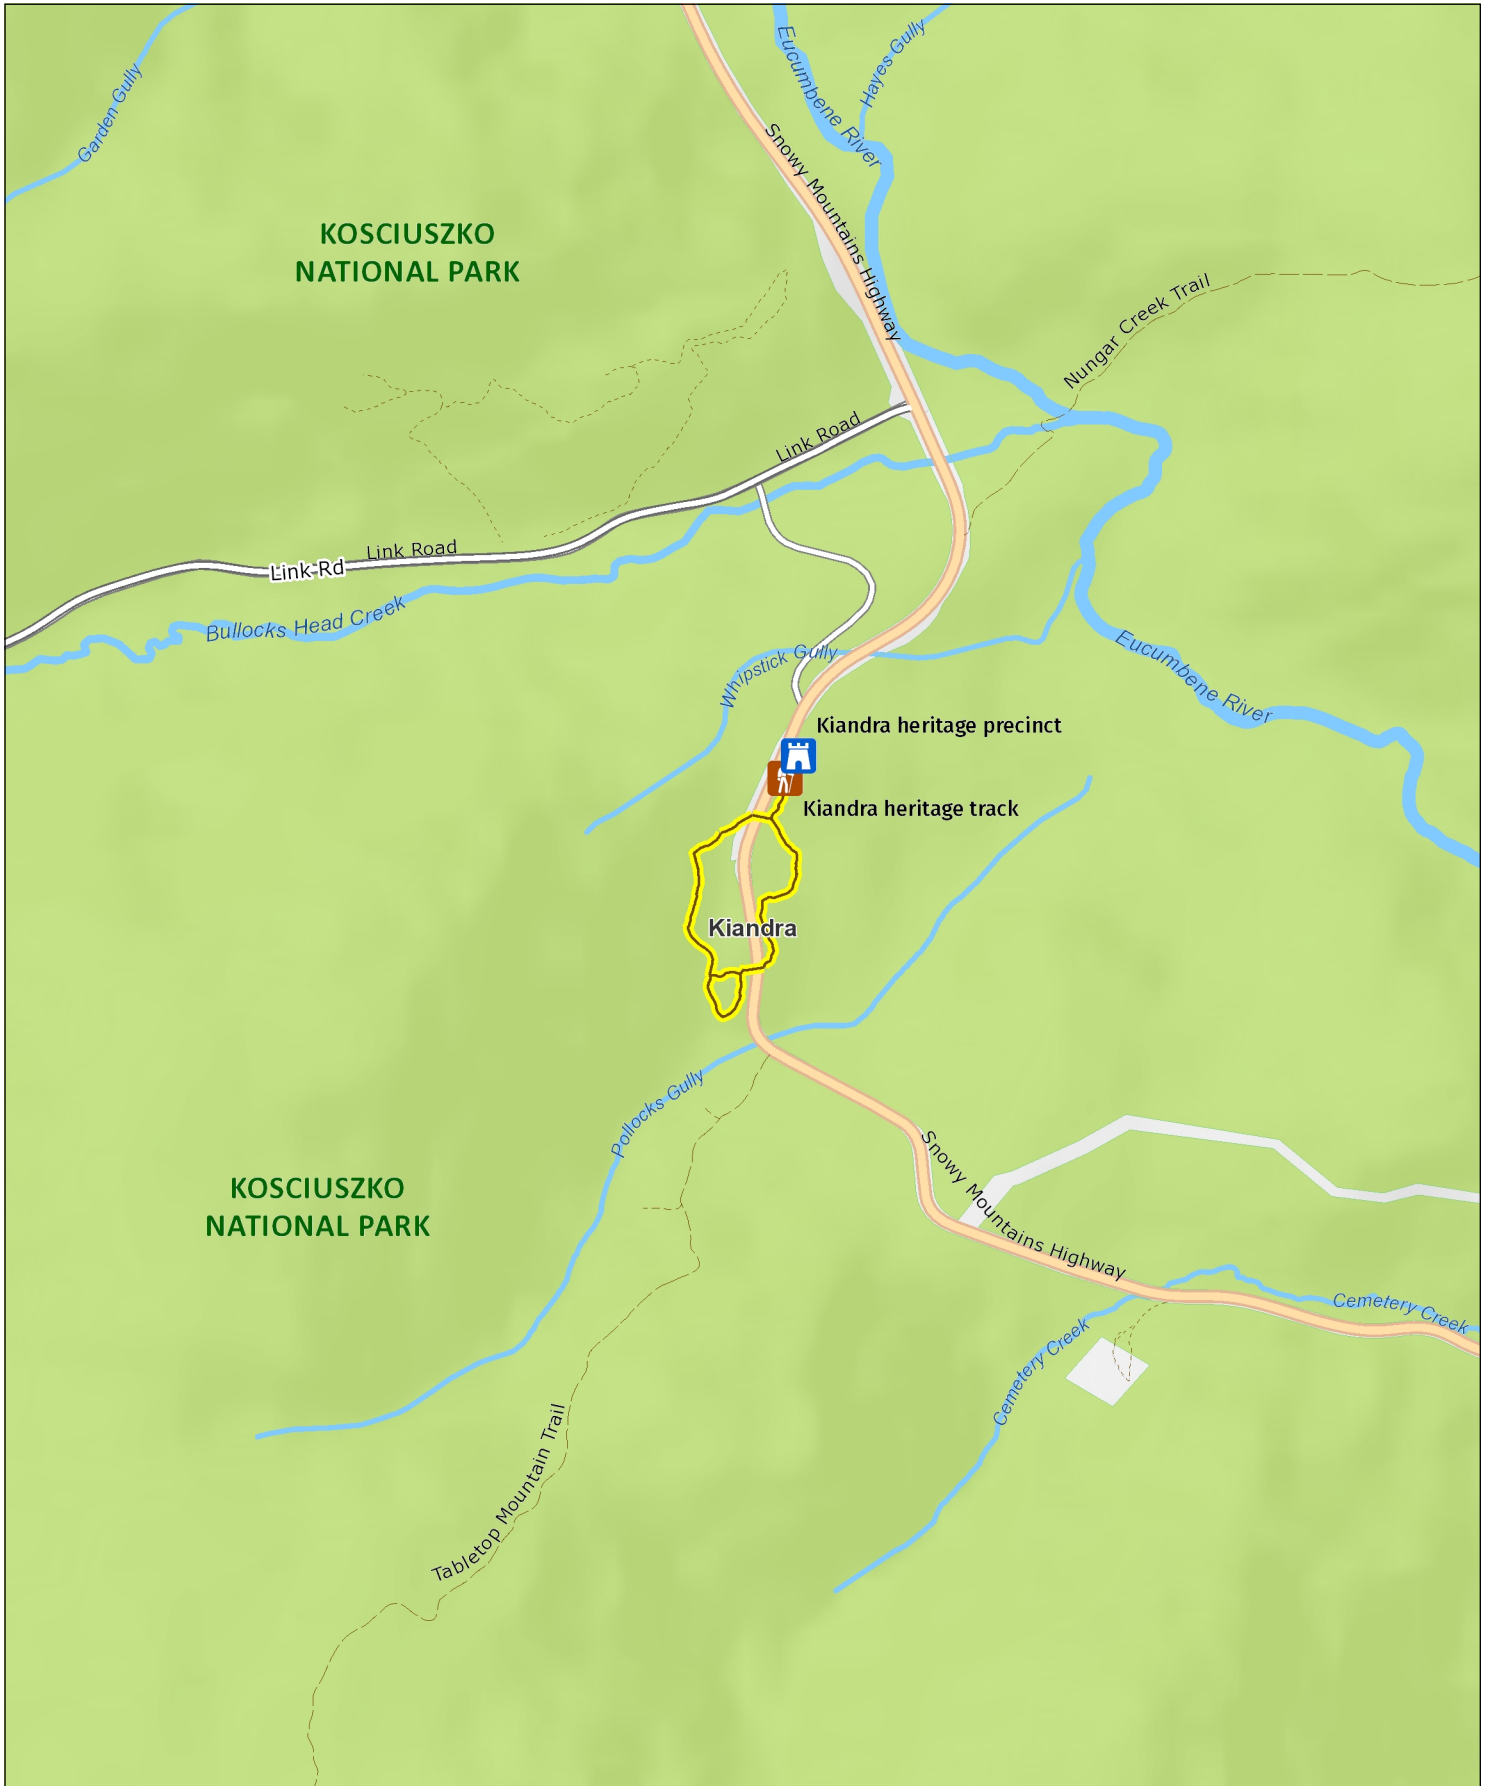 Garden Gully
Eucumbene River
Hayes Gully
Snowy Mountains Highway
KOSCIUSZKO
NATIONAL PARK
Nungar Creek Trail
Link Road
Link Road
Link Rd
Bullocks Head Creek
Whipstick Gully
Eucumbene River
Kiandra heritage precinct
Kiandra heritage track
Kiandra
Pollocks Gully
Snowy Mountains Highway
KOSCIUSZKO
NATIONAL PARK
Cemetery Creek
Cemetery Creek
Tabletop Mountain Trail